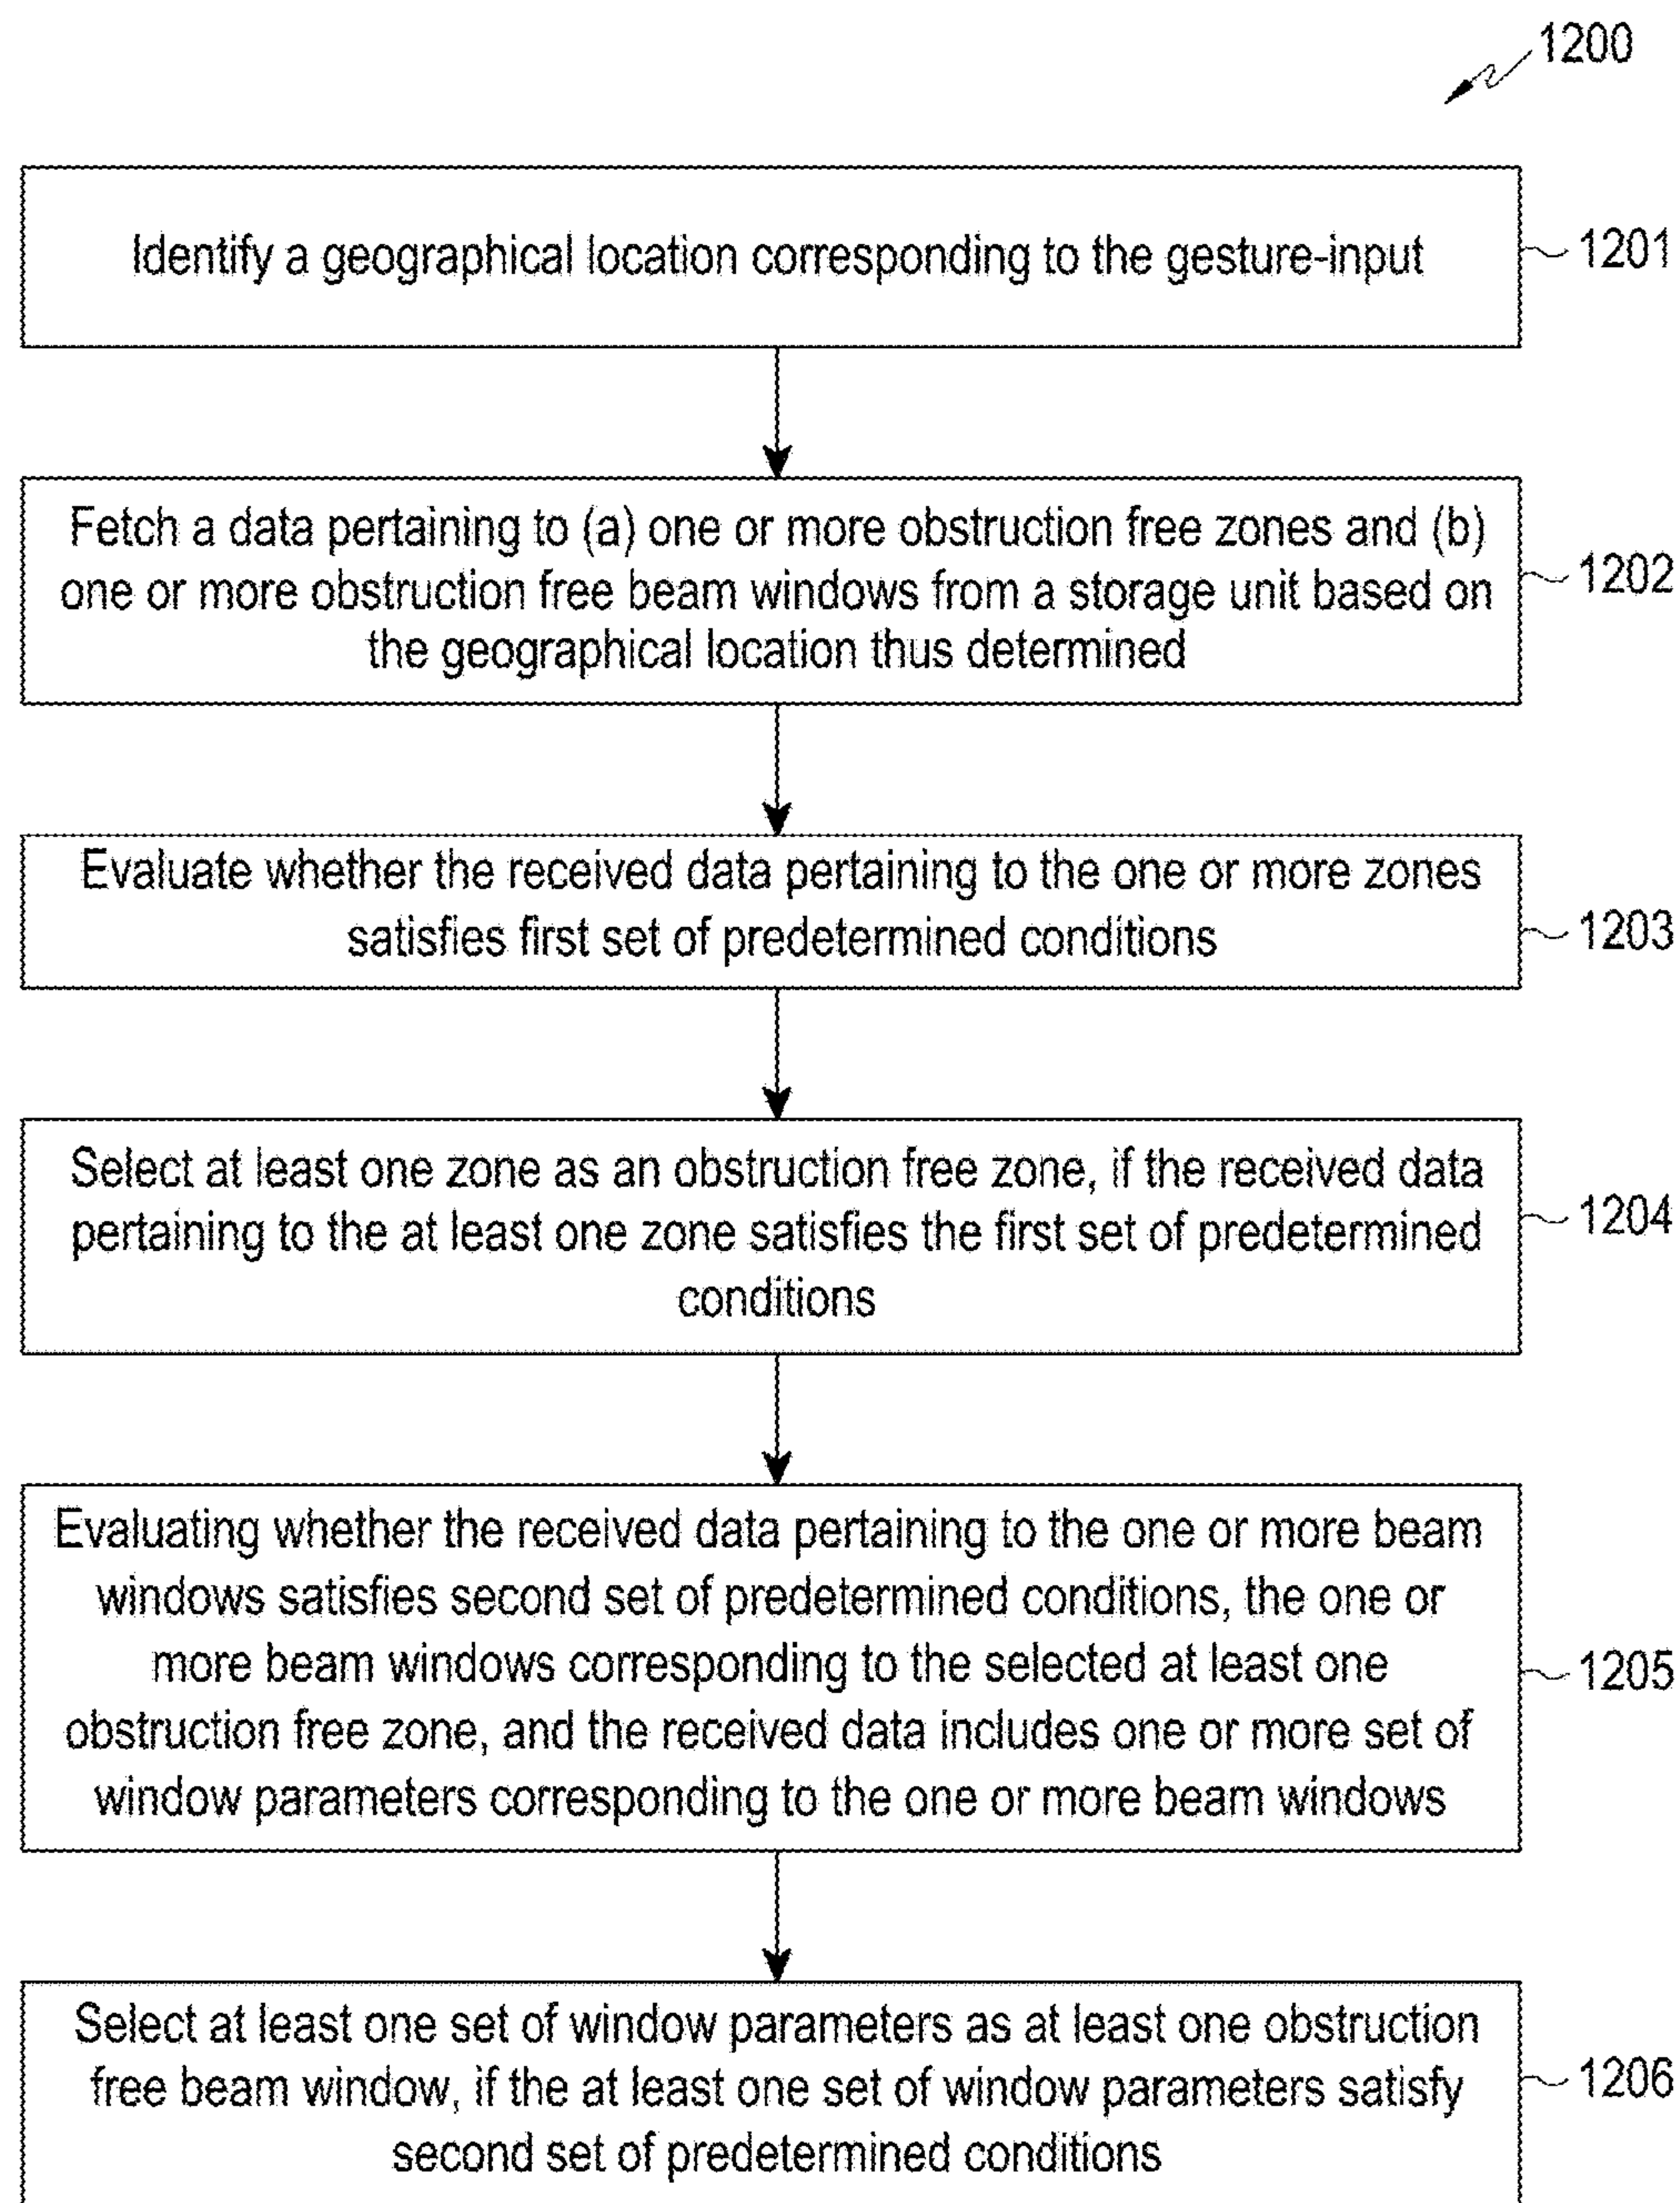 1200
Identify a geographical location corresponding to the gesture-input
1201
Fetch a data pertaining to (a) one or more obstruction free zones and (b)
one or more obstruction free beam windows from a storage unit based on
the geographical location thus determined
1202
Evaluate whether the received data pertaining to the one or more zones
satisfies first set of predetermined conditions
1203
Select at least one zone as an obstruction free zone, if the received data
pertaining to the at least one zone satisfies the first set of predetermined
conditions
1204
Evaluating whether the received data pertaining to the one or more beam
windows satisfies second set of predetermined conditions, the one or
more beam windows corresponding to the selected at least one
obstruction free zone, and the received data includes one or more set of
window parameters corresponding to the one or more beam windows
1205
Select at least one set of window parameters as at least one obstruction
free beam window, if the at least one set of window parameters satisfy
second set of predetermined conditions
1206